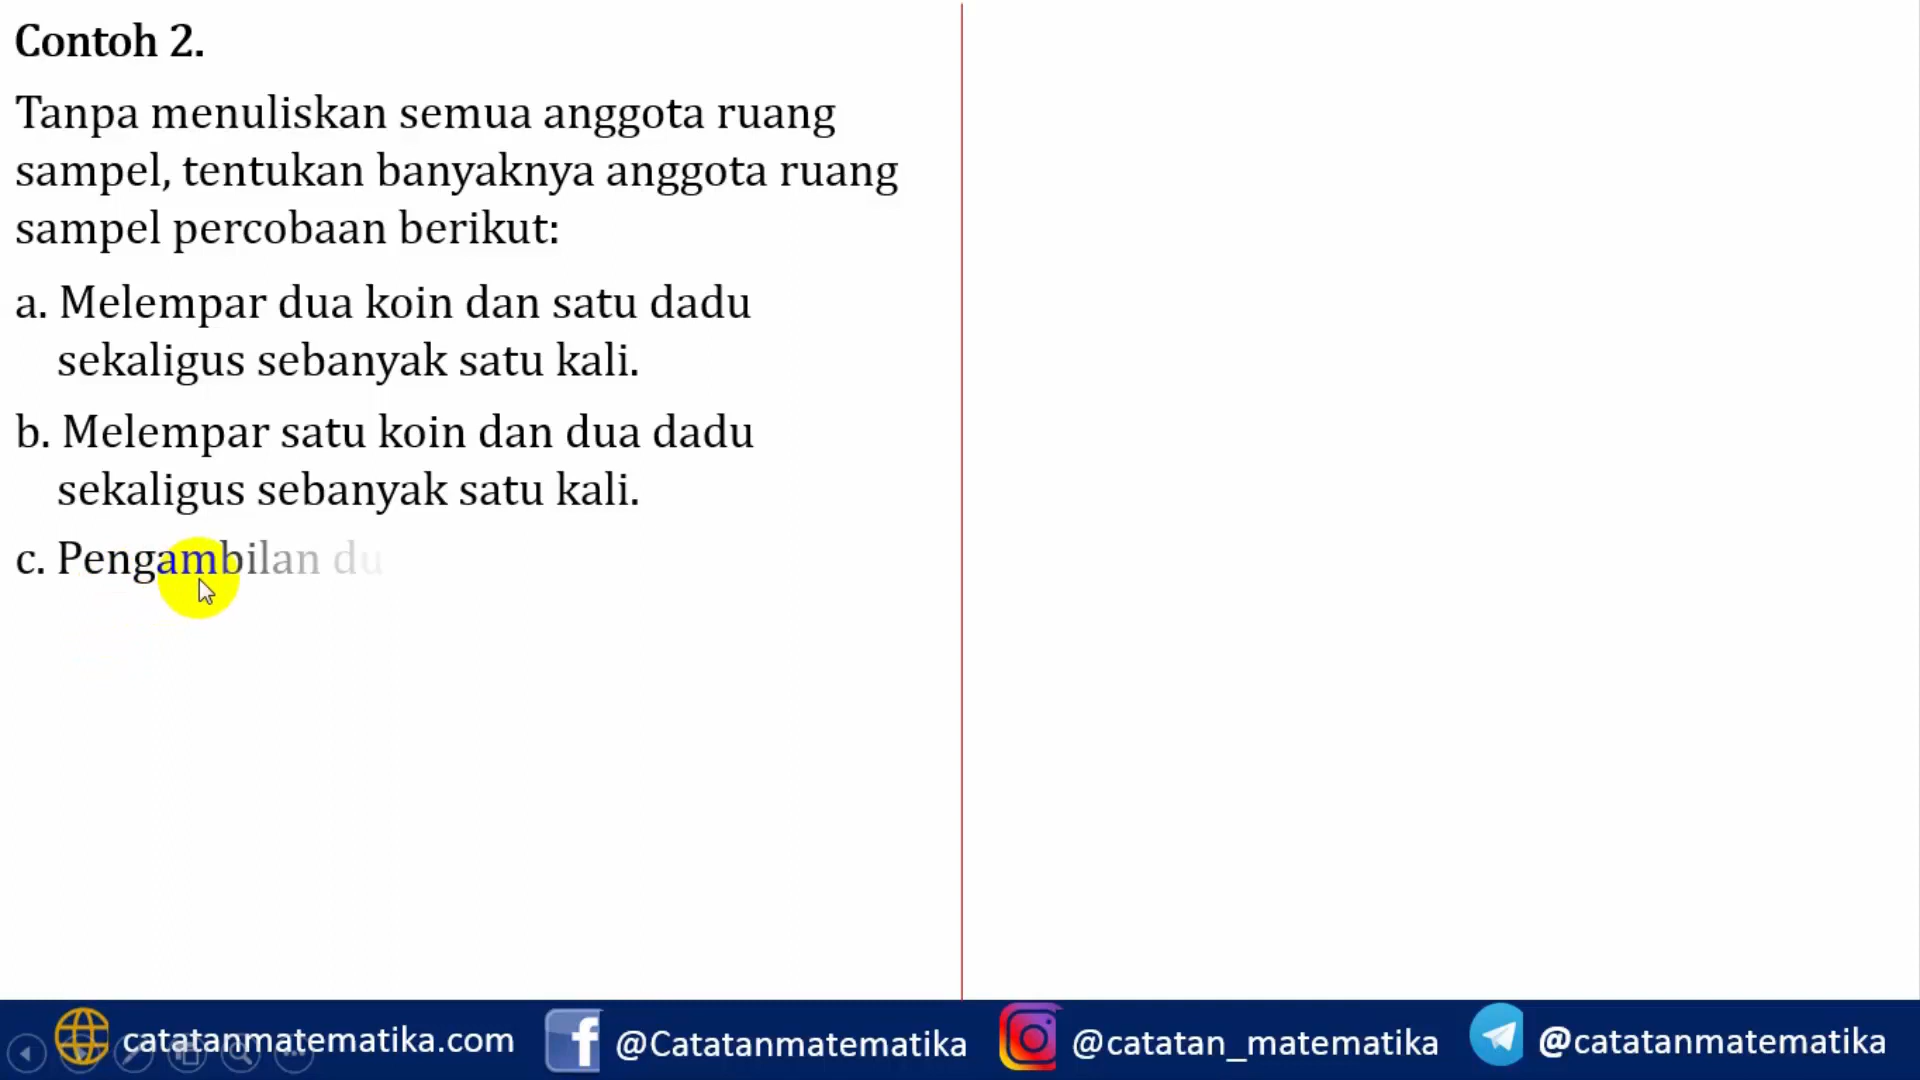 Contoh 2.
Tanpa menuliskan semua anggota ruang
sampel, tentukan banyaknya anggota ruang
sampel percobaan berikut:
a. Melempar dua koin dan satu dadu
sekaligus sebanyak satu kali.
b. Melempar satu koin dan dua dadu
sekaligus sebanyak satu kali.
c. Pengambilan du
catatanmatematika.com
@Catatanmatematika
@catatan_matematika
@catatanmatematika